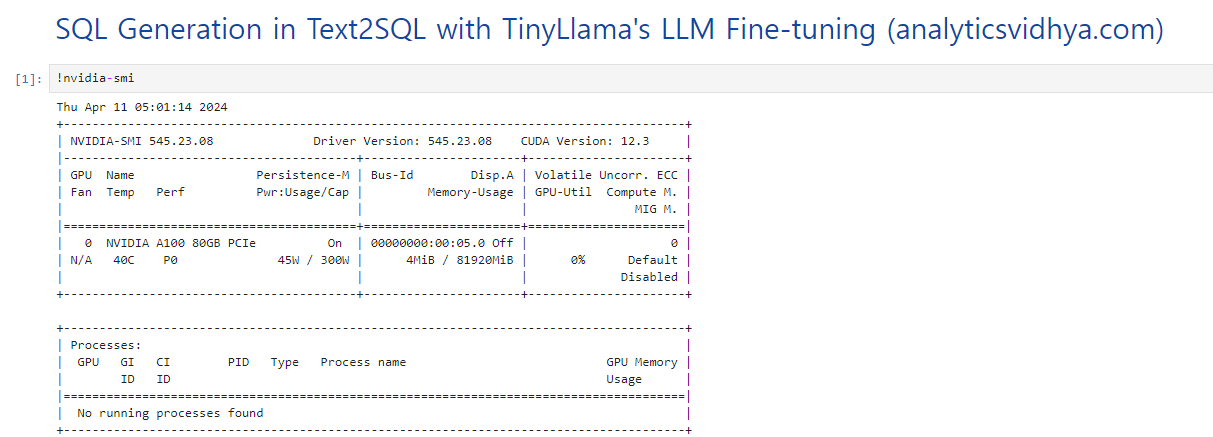 SQL Generation in Text2SQL with TinyLlama's LLM Fine-tuning (analyticsvidhya.com)
[1]: !nvidia-smi
Thu Apr 11 05:01:14 2024
+---------------------------------------------------------------------------------------+
| NVIDIA-SMI 545.23.08              Driver Version: 545.23.08    CUDA Version: 12.3     |
|-----------------------------------------+----------------------+----------------------+
| GPU  Name                 Persistence-M | Bus-Id        Disp.A | Volatile Uncorr. ECC |
| Fan  Temp   Perf          Pwr:Usage/Cap |         Memory-Usage | GPU-Util  Compute M. |
|                                         |                      |               MIG M. |
|=========================================+======================+======================|
|   0  NVIDIA A100 80GB PCIe          On  | 00000000:00:05.0 Off |                    0 |
| N/A   40C    P0              45W / 300W |      4MiB / 81920MiB |      0%      Default |
|                                         |                      |             Disabled |
+-----------------------------------------+----------------------+----------------------+
+---------------------------------------------------------------------------------------+
| Processes:                                                                            |
|  GPU   GI   CI        PID   Type   Process name                            GPU Memory |
|        ID   ID                                                             Usage      |
|=======================================================================================|
|  No running processes found                                                           |
+---------------------------------------------------------------------------------------+